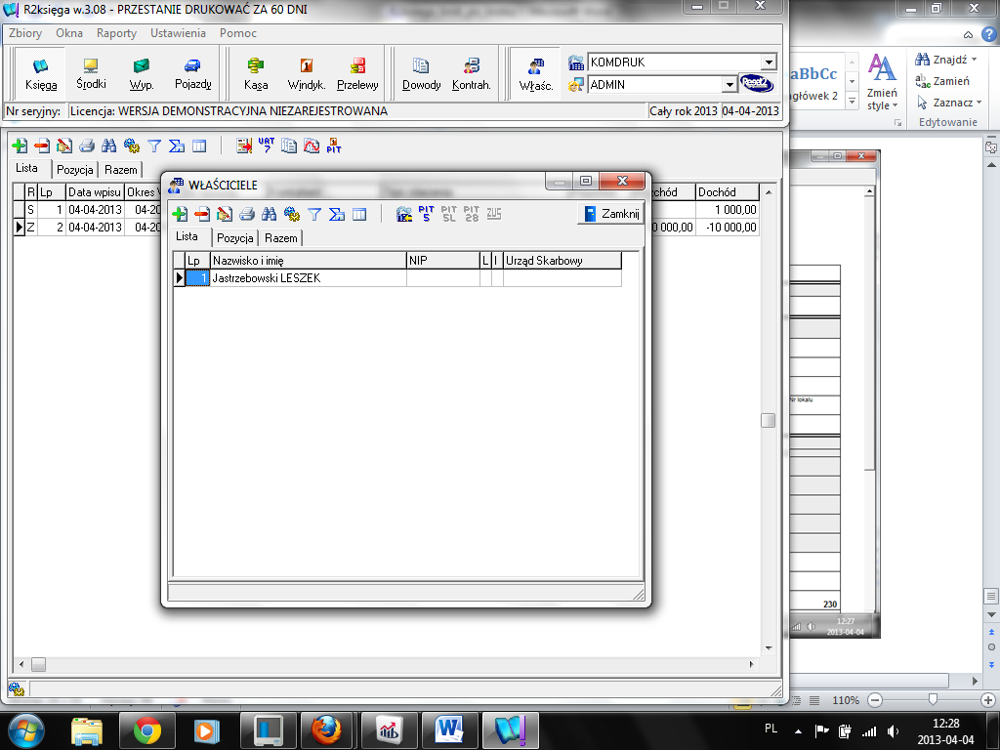 R2księga w.3.08 - PRZESTANIE DRUKOWAĆ ZA 60 DNI
Zbiory Okna Raporty Ustawienia Pomoc
Księga Środki Wyp. Pojazdy Kasa Windyk. Przelewy Dowody Kontrah. Właśc.
KOMDRUK
ADMIN
Nr seryjny: Licencja: WERSJA DEMONSTRACYJNA NIEZAREJESTROWANA Cały rok 2013 04-04-2013
VAT 7 PIT
Lista Pozycja Razem
R Lp Data wpisu Okres chód Dochód
S 1 04-04-2013 04-20 1 000,00
Z 2 04-04-2013 04-20 0 000,00 -10 000,00
WŁAŚCICIELE
PIT 5 PIT 5L PIT 28 ZUS
Zamknij
Lista Pozycja Razem
Lp Nazwisko i imię NIP L I Urząd Skarbowy
1 Jastrzebowski LESZEK
aBbCc
główek 2
Zmień style
Znajdź
Zamień
Zaznacz
Edytowanie
Nr lokalu
230
12:27
2013-04-04
110%
PL
12:28
2013-04-04